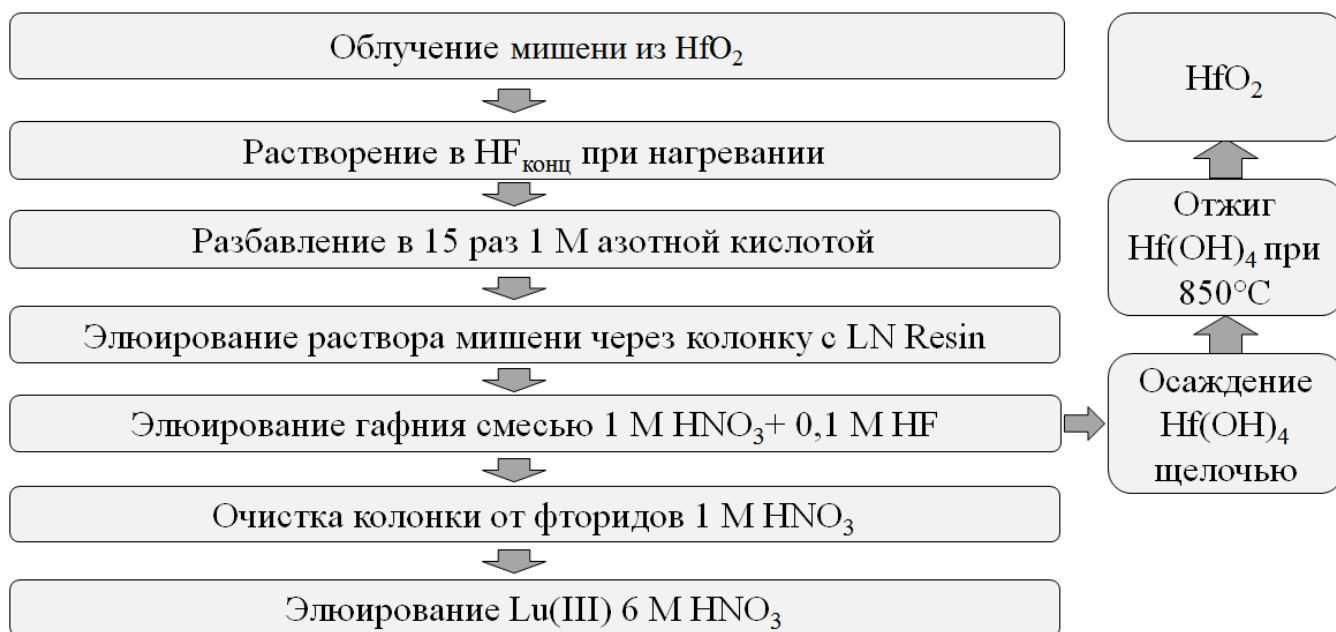 Облучение мишени из HfO₂
Растворение в HFконц при нагревании
Разбавление в 15 раз 1 М азотной кислотой
Элюирование раствора мишени через колонку с LN Resin
Элюирование гафния смесью 1 М HNO₃+ 0,1 М HF
Очистка колонки от фторидов 1 М HNO₃
Элюирование Lu(III) 6 М HNO₃
HfO₂
Отжиг
Hf(OH)₄ при
850°C
Осаждение
Hf(OH)₄
щелочью